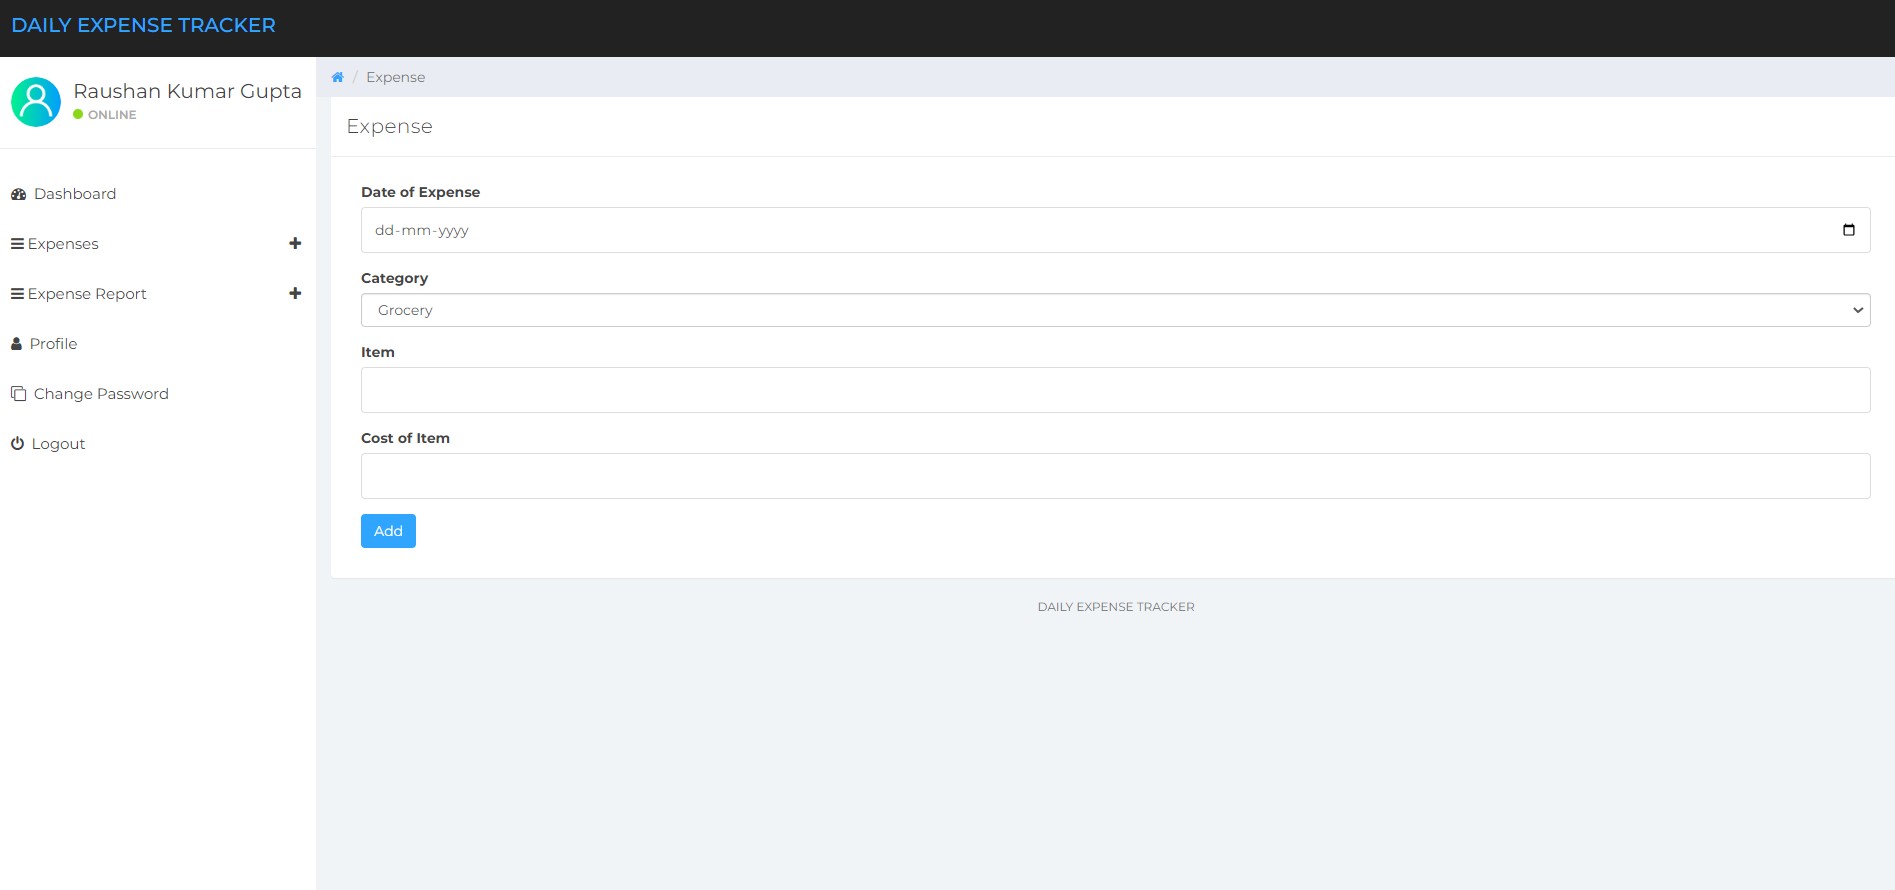 DAILY EXPENSE TRACKER
Raushan Kumar Gupta
ONLINE
Dashboard
Expenses
Expense Report
Profile
Change Password
Logout
/ Expense
Expense
Date of Expense
dd-mm-yyyy
Category
Grocery
Item
Cost of Item
Add
DAILY EXPENSE TRACKER